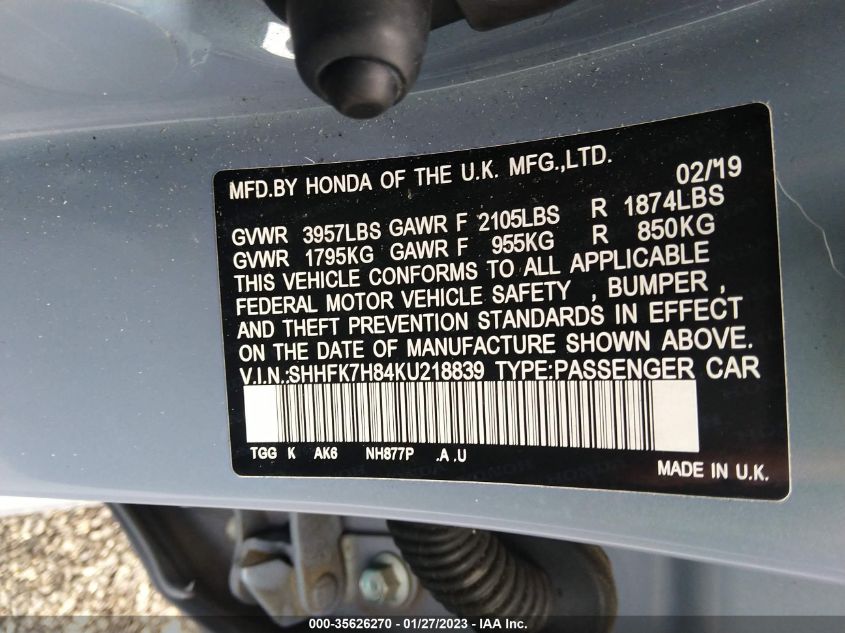 MFD.BY HONDA OF THE U.K. MFG.,LTD. 02/19
GVWR 3957LBS GAWR F 2105LBS R 1874LBS
GVWR 1795KG GAWR F 955KG R 850KG
THIS VEHICLE CONFORMS TO ALL APPLICABLE
FEDERAL MOTOR VEHICLE SAFETY , BUMPER ,
AND THEFT PREVENTION STANDARDS IN EFFECT
ON THE DATE OF MANUFACTURE SHOWN ABOVE.
V.I.N.:SHHFK7H84KU218839 TYPE:PASSENGER CAR
TGG K AK6 NH877P .A .U
MADE IN U.K.
000-35626270 - 01/27/2023 - IAA Inc.